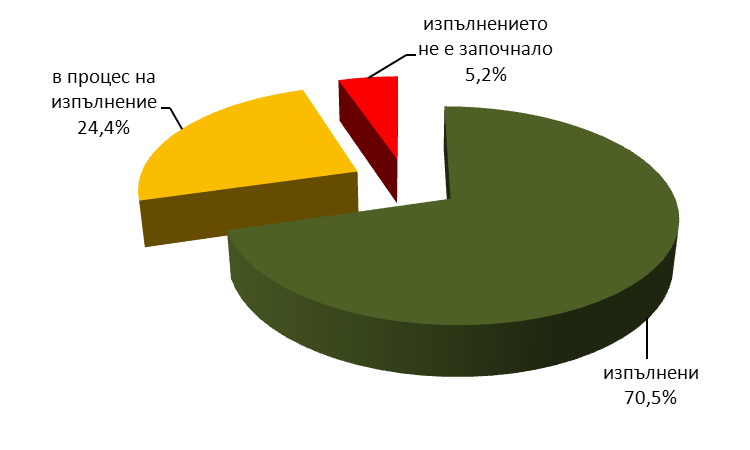 изпълнението
не е започнало
5,2%
в процес на
изпълнение
24,4%
изпълнени
70,5%